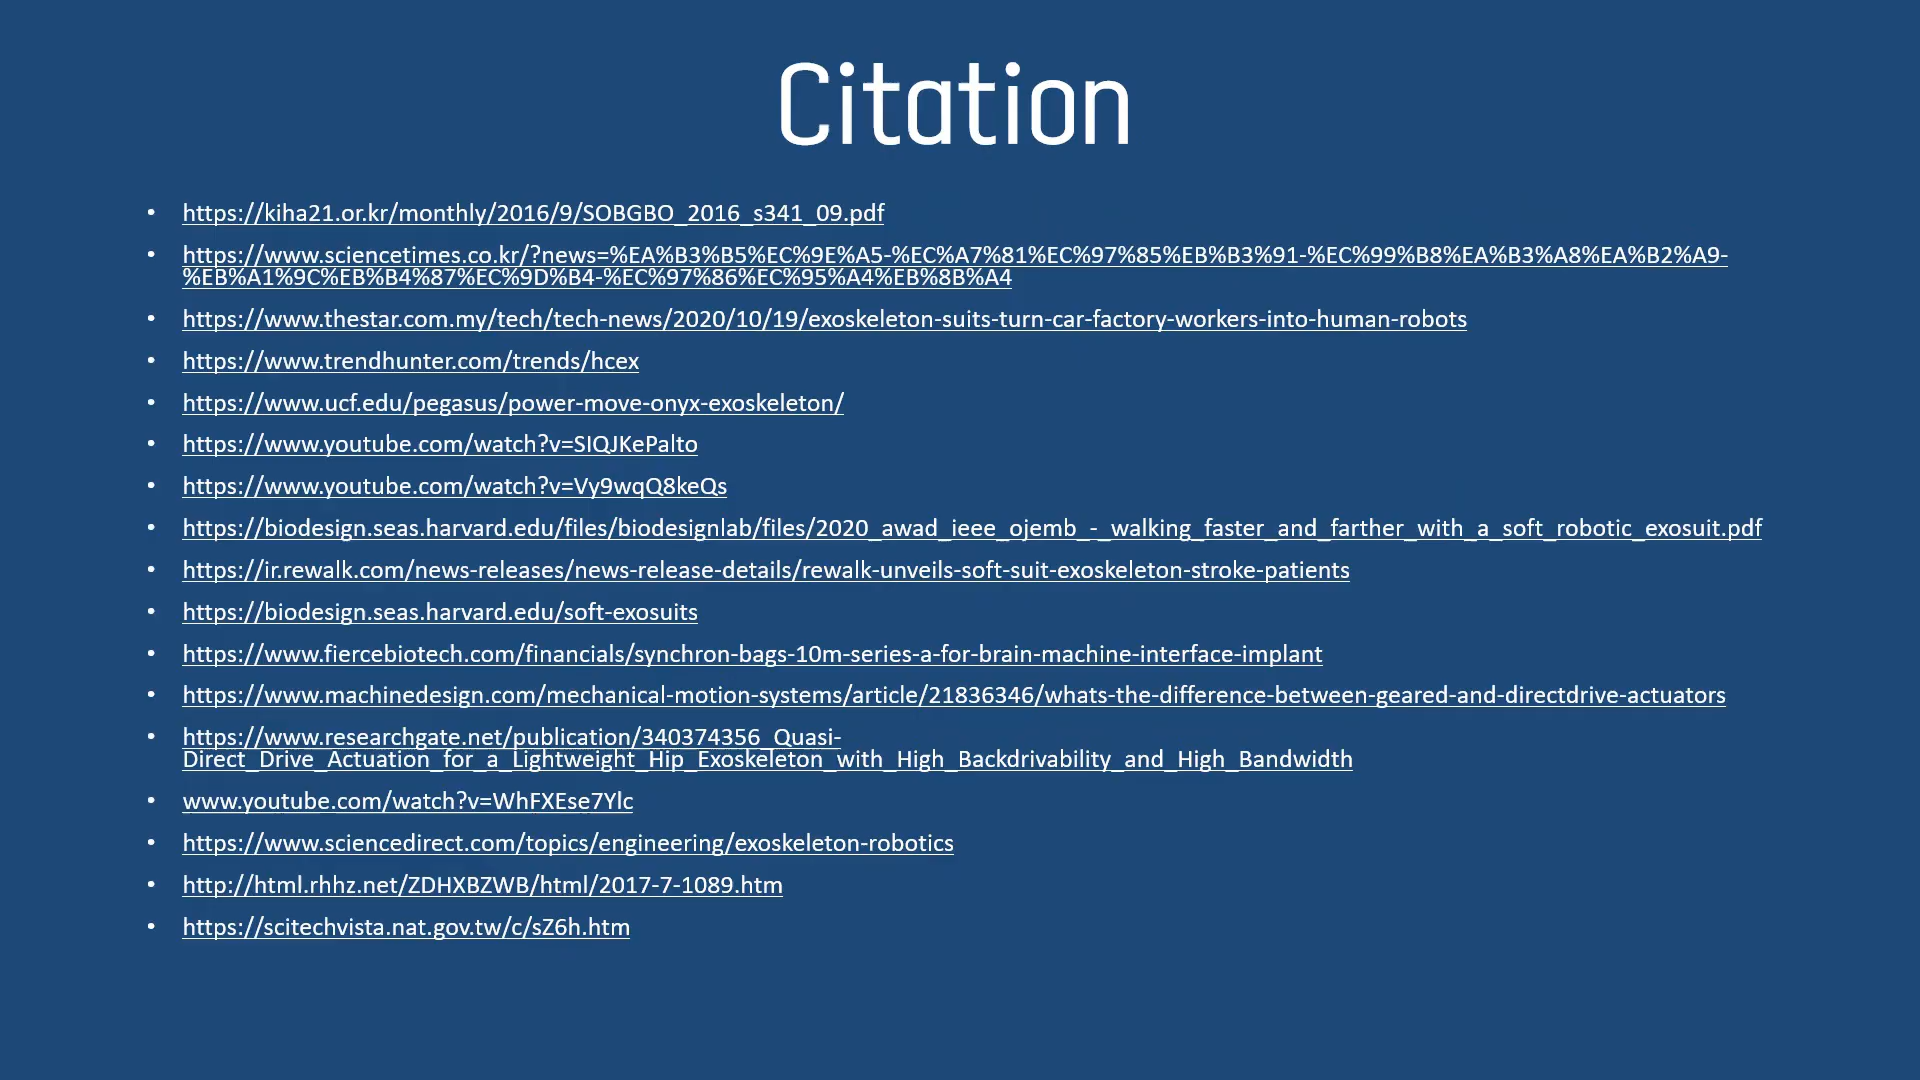 Citation
• https://kiha21.or.kr/monthly/2016/9/SOBGBO_2016_s341_09.pdf
• https://www.sciencetimes.co.kr/?news=%EA%B3%B5%EC%9E%A5-%EC%A7%81%EC%97%85%EB%B3%91-%EC%99%B8%EA%B3%A8%EA%B2%A9-
%EB%A1%9C%EB%B4%87%EC%9D%B4-%EC%97%86%EC%95%A4%EB%8B%A4
• https://www.thestar.com.my/tech/tech-news/2020/10/19/exoskeleton-suits-turn-car-factory-workers-into-human-robots
• https://www.trendhunter.com/trends/hcex
• https://www.ucf.edu/pegasus/power-move-onyx-exoskeleton/
• https://www.youtube.com/watch?v=SIQJKePalto
• https://www.youtube.com/watch?v=Vy9wqQ8keQs
• https://biodesign.seas.harvard.edu/files/biodesignlab/files/2020_awad_ieee_ojemb_-_walking_faster_and_farther_with_a_soft_robotic_exosuit.pdf
• https://ir.rewalk.com/news-releases/news-release-details/rewalk-unveils-soft-suit-exoskeleton-stroke-patients
• https://biodesign.seas.harvard.edu/soft-exosuits
• https://www.fiercebiotech.com/financials/synchron-bags-10m-series-a-for-brain-machine-interface-implant
• https://www.machinedesign.com/mechanical-motion-systems/article/21836346/whats-the-difference-between-geared-and-directdrive-actuators
• https://www.researchgate.net/publication/340374356_Quasi-
Direct_Drive_Actuation_for_a_Lightweight_Hip_Exoskeleton_with_High_Backdrivability_and_High_Bandwidth
• www.youtube.com/watch?v=WhFXEse7Ylc
• https://www.sciencedirect.com/topics/engineering/exoskeleton-robotics
• http://html.rhhz.net/ZDHXBZWB/html/2017-7-1089.htm
• https://scitechvista.nat.gov.tw/c/sZ6h.htm